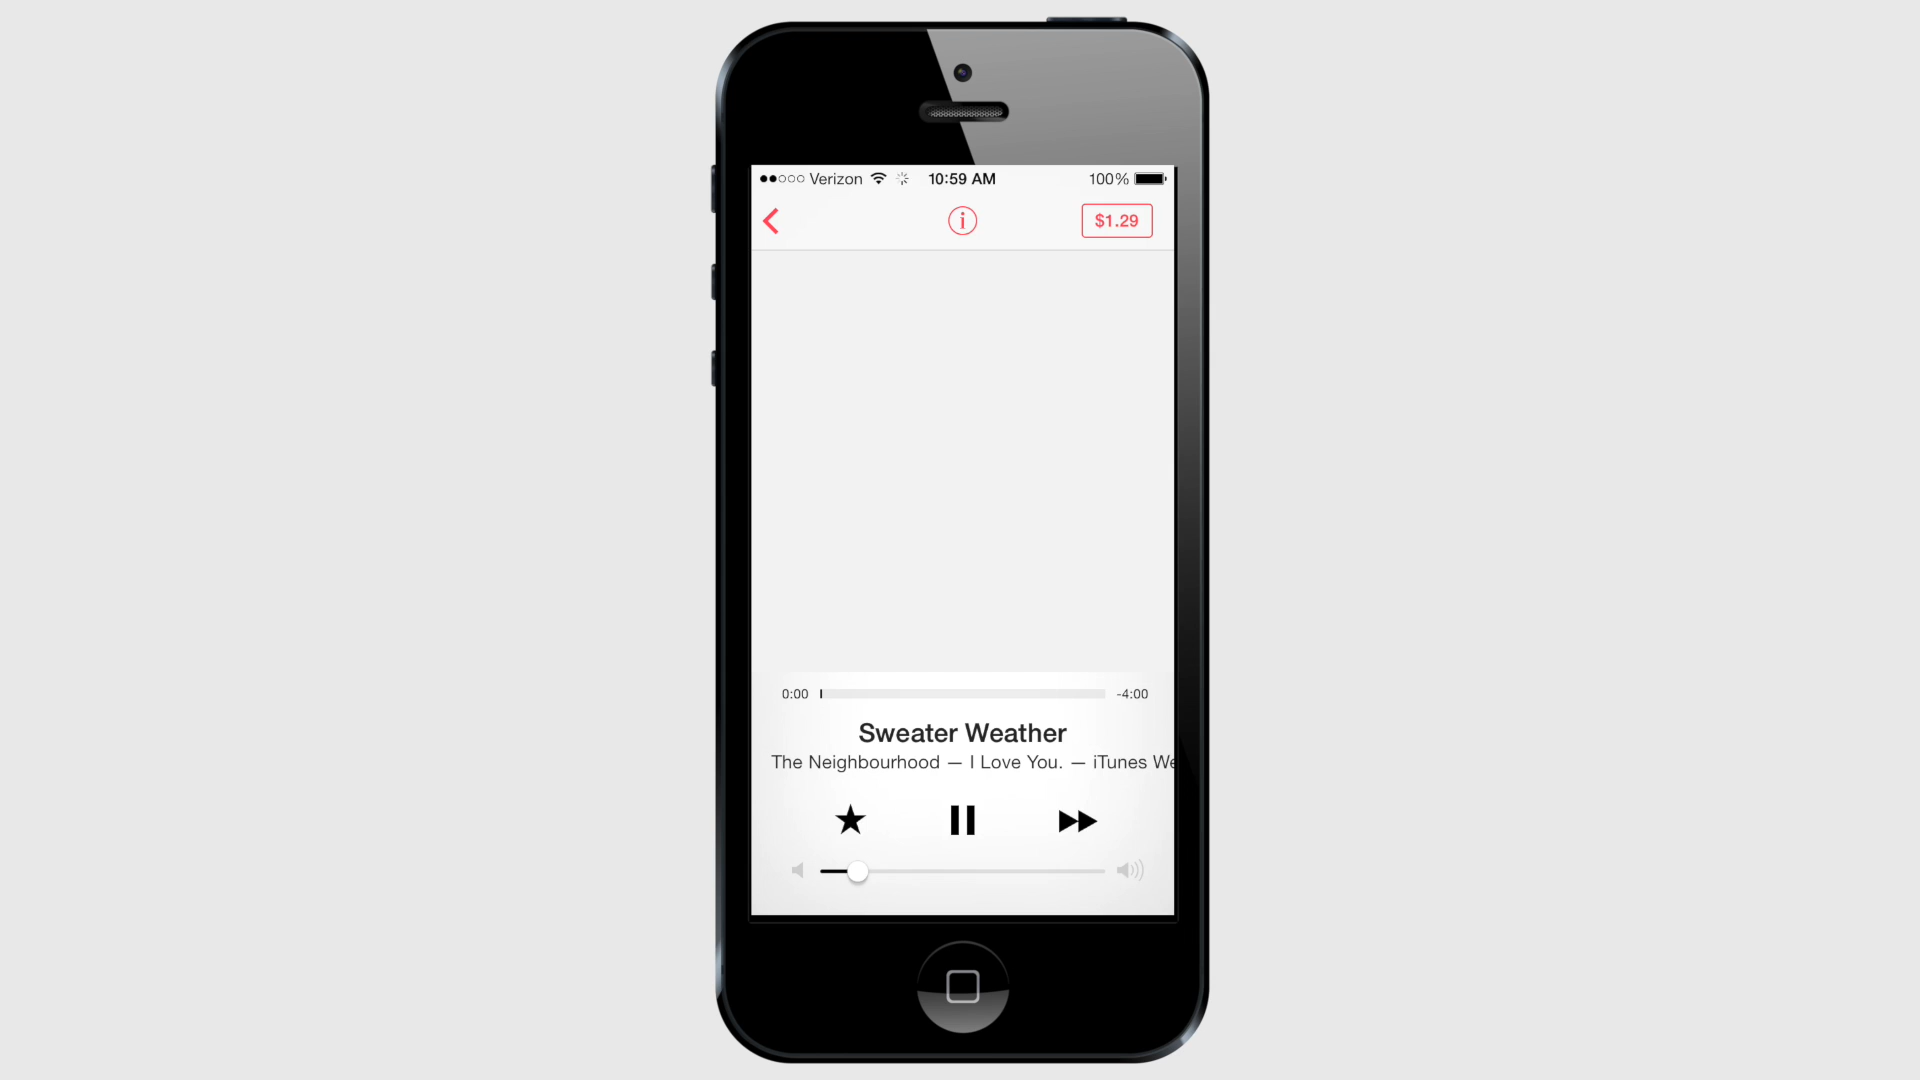 Verizon 10:59 AM 100%
i $1.29
0:00 -4:00
Sweater Weather
The Neighbourhood — I Love You. — iTunes We